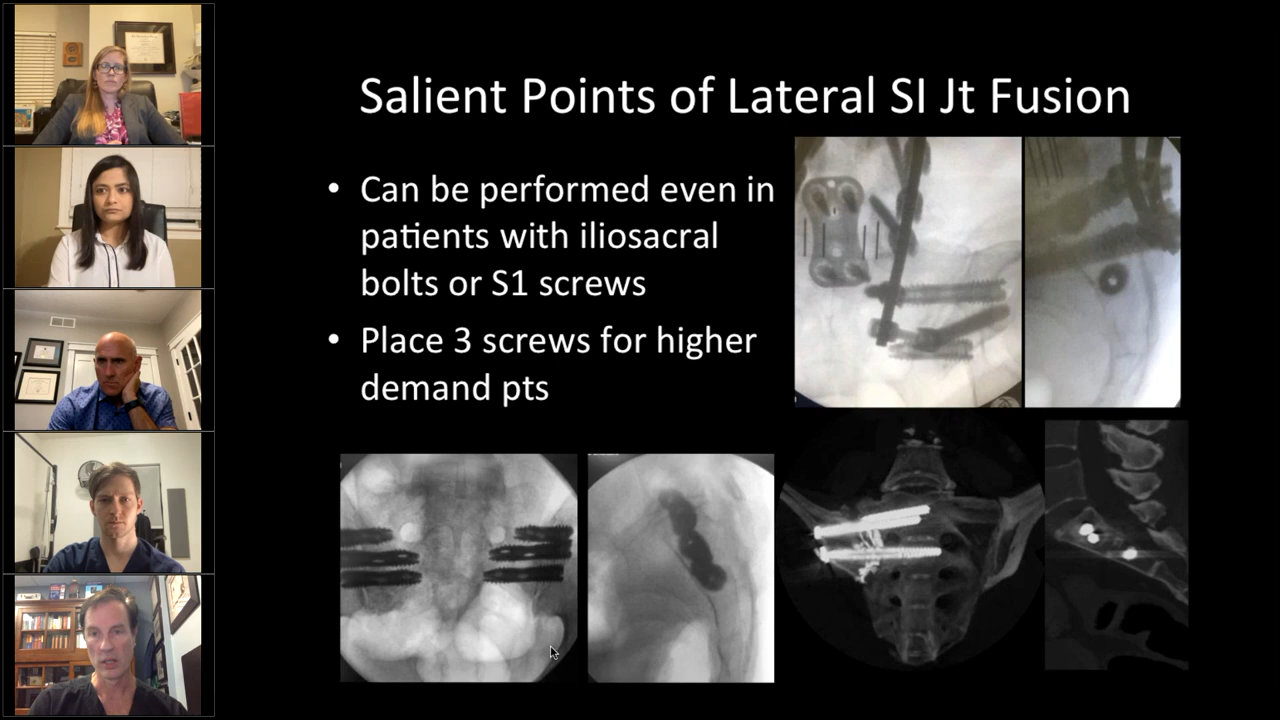 Salient Points of Lateral SI Jt Fusion
• Can be performed even in
patients with iliosacral
bolts or S1 screws
• Place 3 screws for higher
demand pts